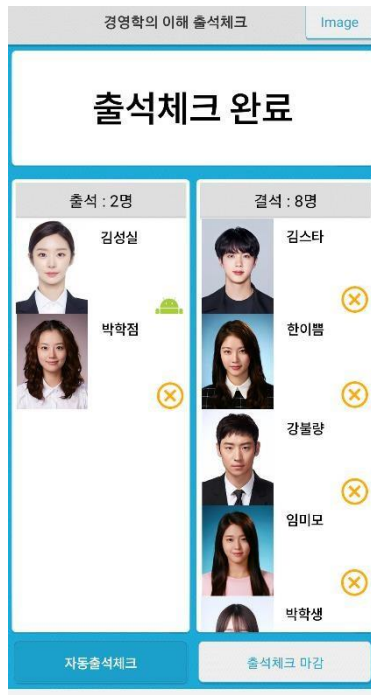 경영학의 이해 출석체크
Image
출석체크 완료
출석 : 2명
결석 : 8명
김성실
김스타
박학점
한이쁨
강불량
임미모
박학생
자동출석체크
출석체크 마감